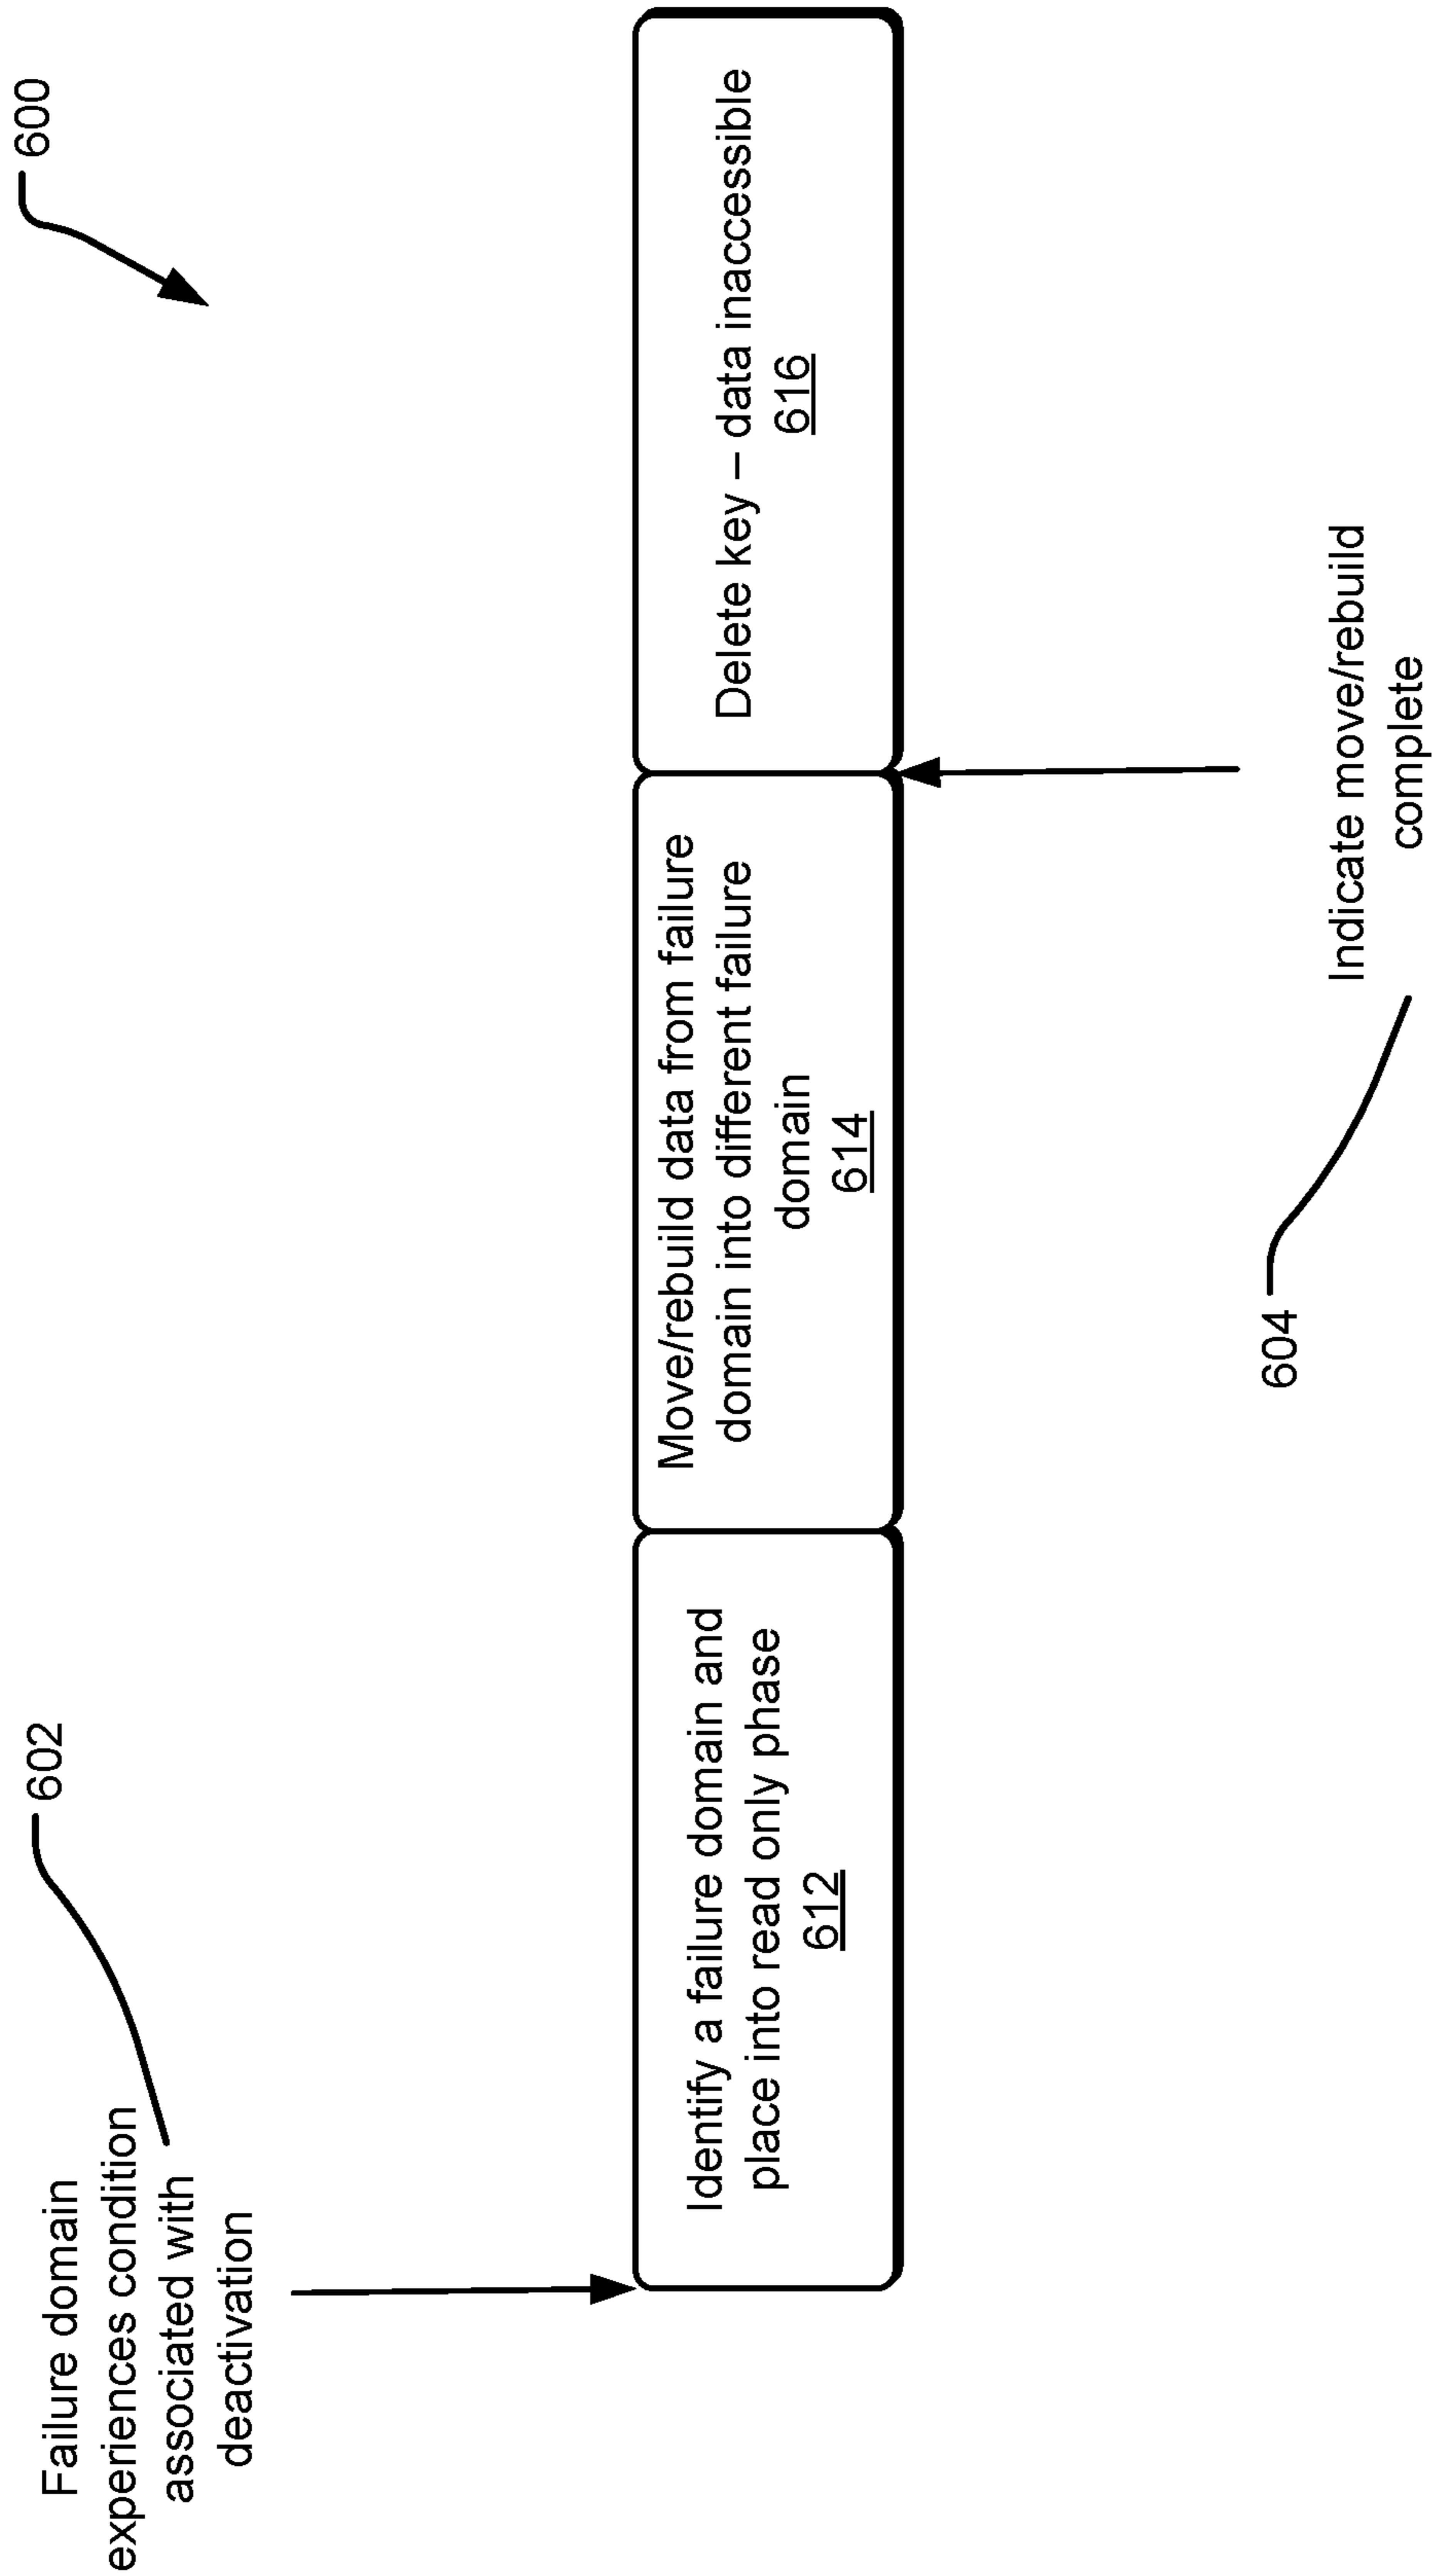 600
602
Failure domain
experiences condition
associated with
deactivation
Identify a failure domain and
place into read only phase
612
Move/rebuild data from failure
domain into different failure
domain
614
Delete key – data inaccessible
616
604
Indicate move/rebuild
complete